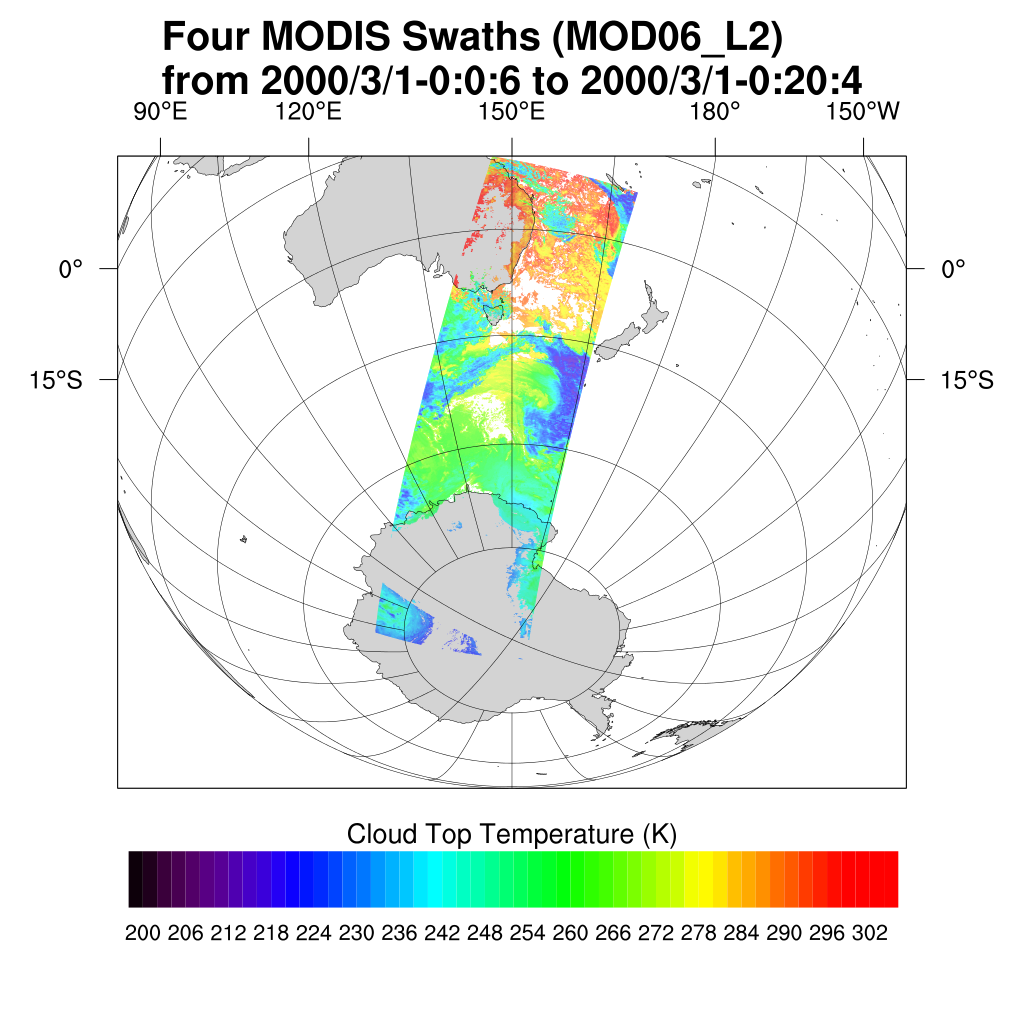 Four MODIS Swaths (MOD06_L2)
from 2000/3/1-0:0:6 to 2000/3/1-0:20:4
90°E 120°E 150°E 180° 150°W
0° 0°
15°S 15°S
Cloud Top Temperature (K)
200 206 212 218 224 230 236 242 248 254 260 266 272 278 284 290 296 302